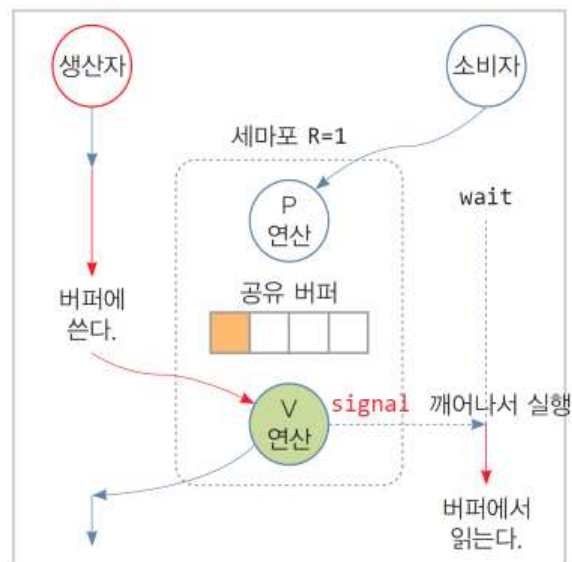 생산자
소비자
세마포 R=1
P
연산
wait
공유 버퍼
버퍼에
쓴다.
V
연산
signal
깨어나서 실행
버퍼에서
읽는다.